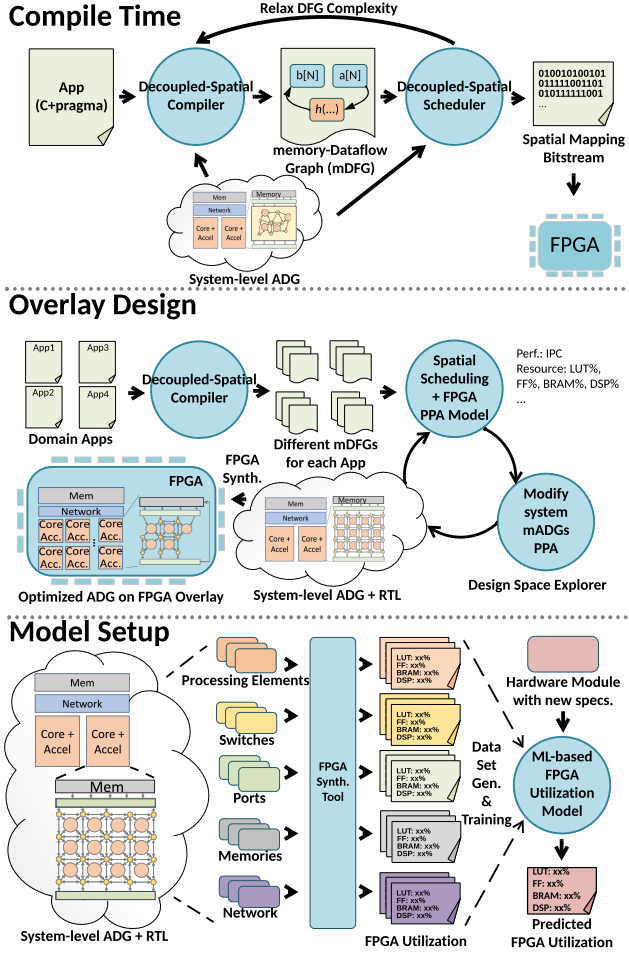 Compile Time
Relax DFG Complexity
App
(C+pragma)
Decoupled-Spatial
Compiler
b[N]
a[N]
h(...)
memory-Dataflow
Graph (mDFG)
Decoupled-Spatial
Scheduler
010010100101
011111001101
010111111001
...
Spatial Mapping
Bitstream
FPGA
Mem
Network
Core +
Accel
Core +
Accel
Memory
System-level ADG
Overlay Design
App1
App3
App2
App4
Domain Apps
Decoupled-Spatial
Compiler
Different mDFGs
for each App
Spatial
Scheduling
+ FPGA
PPA Model
Perf.: IPC
Resource: LUT%,
FF%, BRAM%, DSP%
...
Modify
system
mADGs
PPA
Design Space Explorer
FPGA
Synth.
Mem
Network
Core
+ Accel
Core
+ Accel
Memory
System-level ADG + RTL
FPGA
Mem
Network
Core
Acc.
Core
Acc.
Core
Acc.
Core
Acc.
Core
Acc.
Core
Acc.
Optimized ADG on FPGA Overlay
Model Setup
Mem
Network
Core +
Accel
Core +
Accel
Mem
System-level ADG + RTL
Processing Elements
Switches
Ports
Memories
Network
FPGA
Synth.
Tool
LUT: xx%
FF: xx%
BRAM: xx%
DSP: xx%
LUT: xx%
FF: xx%
BRAM: xx%
DSP: xx%
LUT: xx%
FF: xx%
BRAM: xx%
DSP: xx%
LUT: xx%
FF: xx%
BRAM: xx%
DSP: xx%
LUT: xx%
FF: xx%
BRAM: xx%
DSP: xx%
FPGA Utilization
Data
Set
Gen.
&
Training
Hardware Module
with new specs.
ML-based
FPGA
Utilization
Model
LUT: xx%
FF: xx%
BRAM: xx%
DSP: xx%
Predicted
FPGA Utilization